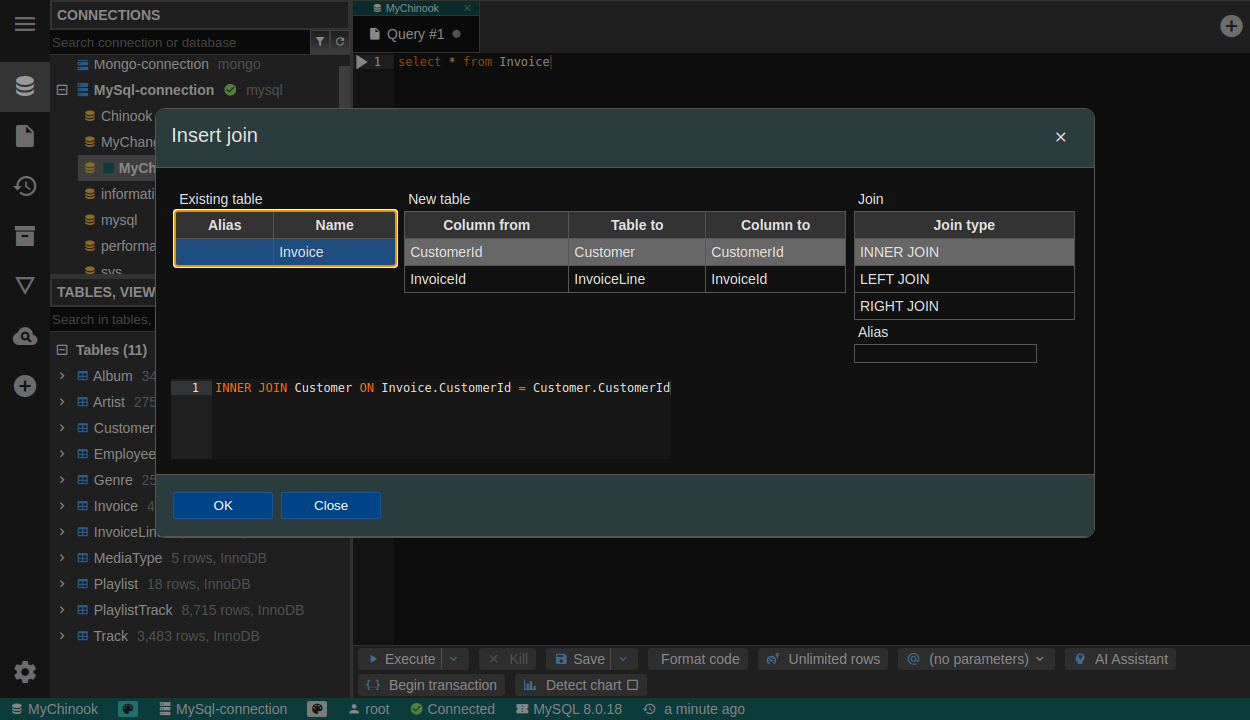 CONNECTIONS
Search connection or database
Mongo-connection mongo
MySql-connection mysql
Chinook
MyChang
MyCh
informati
mysql
performa
sys
TABLES, VIEW
Search in tables,
Tables (11)
Album 34
Artist 275
Customer
Employee
Genre 25
Invoice 4
InvoiceLin
MediaType 5 rows, InnoDB
Playlist 18 rows, InnoDB
PlaylistTrack 8,715 rows, InnoDB
Track 3,483 rows, InnoDB
MyChinook ×
Query #1
1 select * from Invoice
Insert join
Existing table
Alias Name
Invoice
New table
Column from Table to Column to
CustomerId Customer CustomerId
InvoiceId InvoiceLine InvoiceId
Join
Join type
INNER JOIN
LEFT JOIN
RIGHT JOIN
Alias
1 INNER JOIN Customer ON Invoice.CustomerId = Customer.CustomerId
OK Close
Execute Kill Save Format code Unlimited rows (no parameters) AI Assistant
Begin transaction Detect chart
MyChinook MySql-connection root Connected MySQL 8.0.18 a minute ago